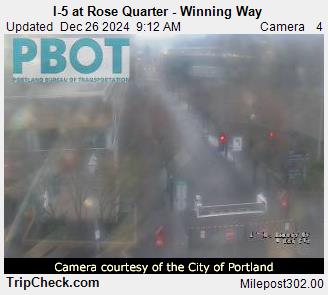 I-5 at Rose Quarter - Winning Way
Updated Dec 26 2024 9:12 AM Camera 4
PBOT
PORTLAND BUREAU OF TRANSPORTATION
Camera courtesy of the City of Portland
TripCheck.com Milepost302.00